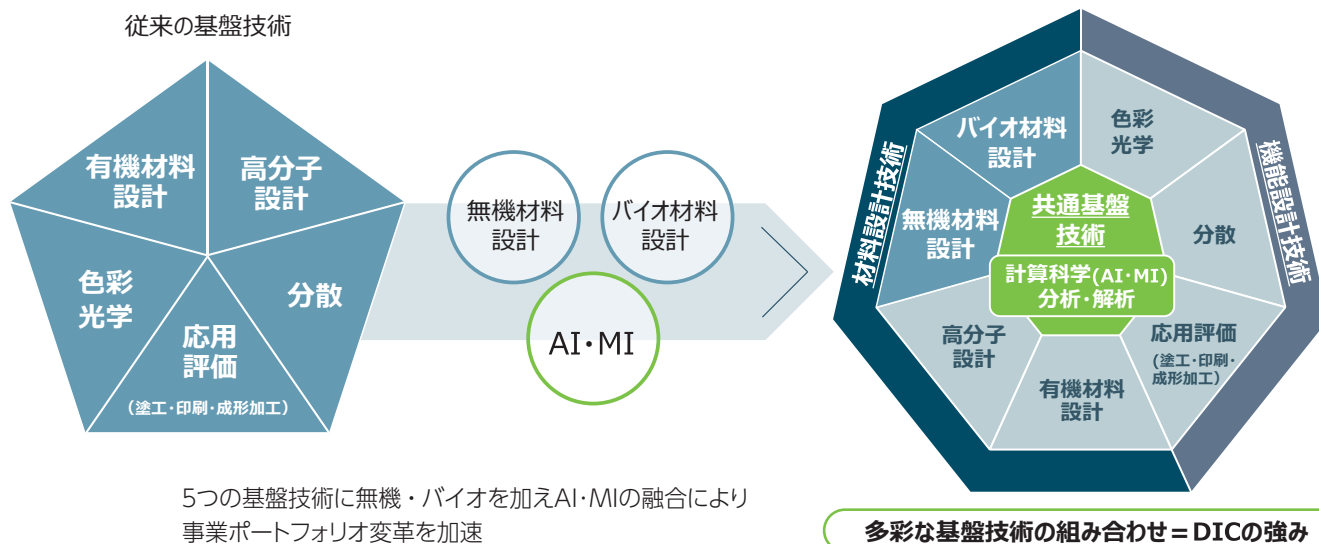 従来の基盤技術
有機材料
設計
高分子
設計
色彩
光学
分散
応用
評価
(塗工・印刷・成形加工)
無機材料
設計
バイオ材料
設計
AI・MI
5つの基盤技術に無機・バイオを加えAI・MIの融合により
事業ポートフォリオ変革を加速
材料設計技術
機能設計技術
バイオ材料
設計
色彩
光学
無機材料
設計
共通基盤
技術
分散
計算科学(AI・MI)
分析・解析
高分子
設計
応用評価
(塗工・印刷・
成形加工)
有機材料
設計
多彩な基盤技術の組み合わせ=DICの強み